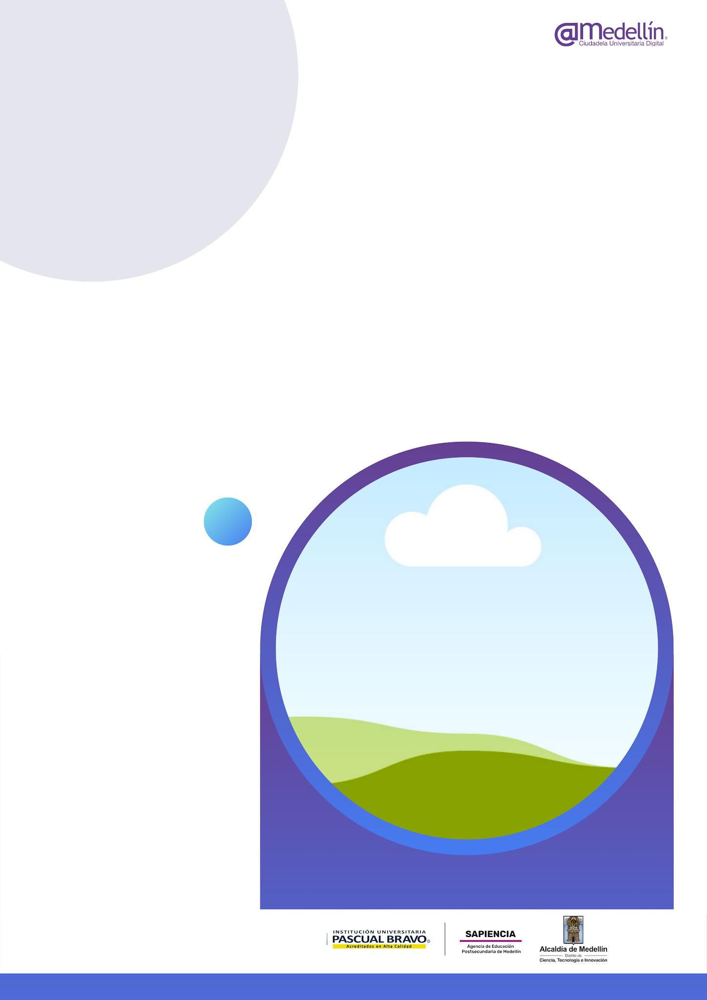 @Medellín®
Ciudadela Universitaria Digital
INSTITUCIÓN UNIVERSITARIA
PASCUAL BRAVO®
Acreditados en Alta Calidad
SAPIENCIA
Agencia de Educación
Postsecundaria de Medellín
Alcaldía de Medellín
Distrito de
Ciencia, Tecnología e Innovación